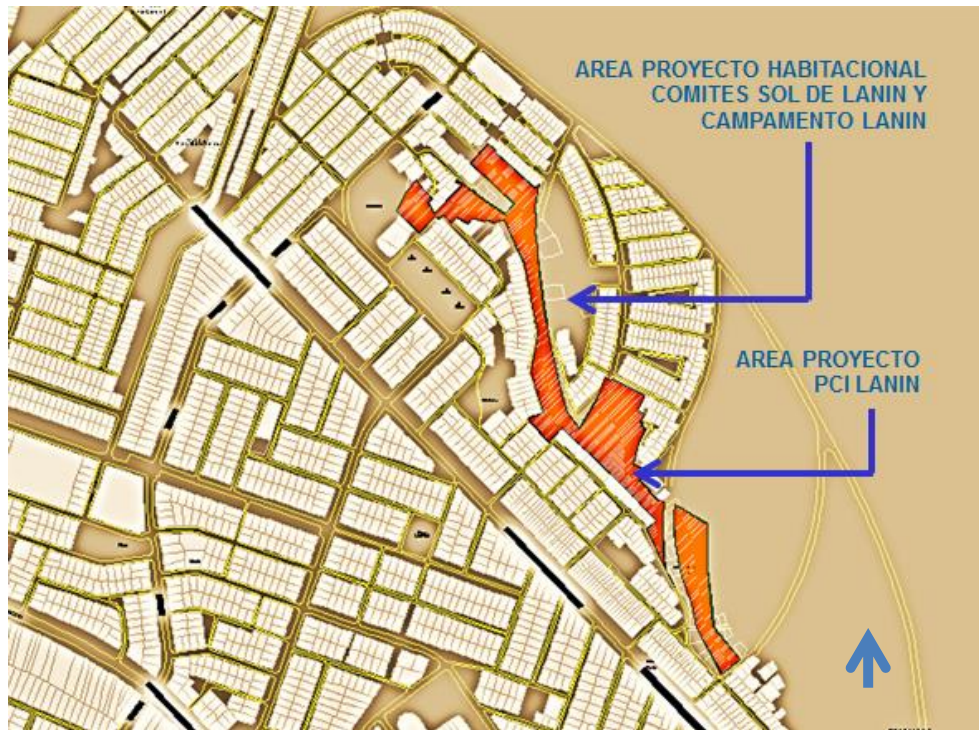 AREA PROYECTO HABITACIONAL
COMITES SOL DE LANIN Y
CAMPAMENTO LANIN
AREA PROYECTO
PCI LANIN